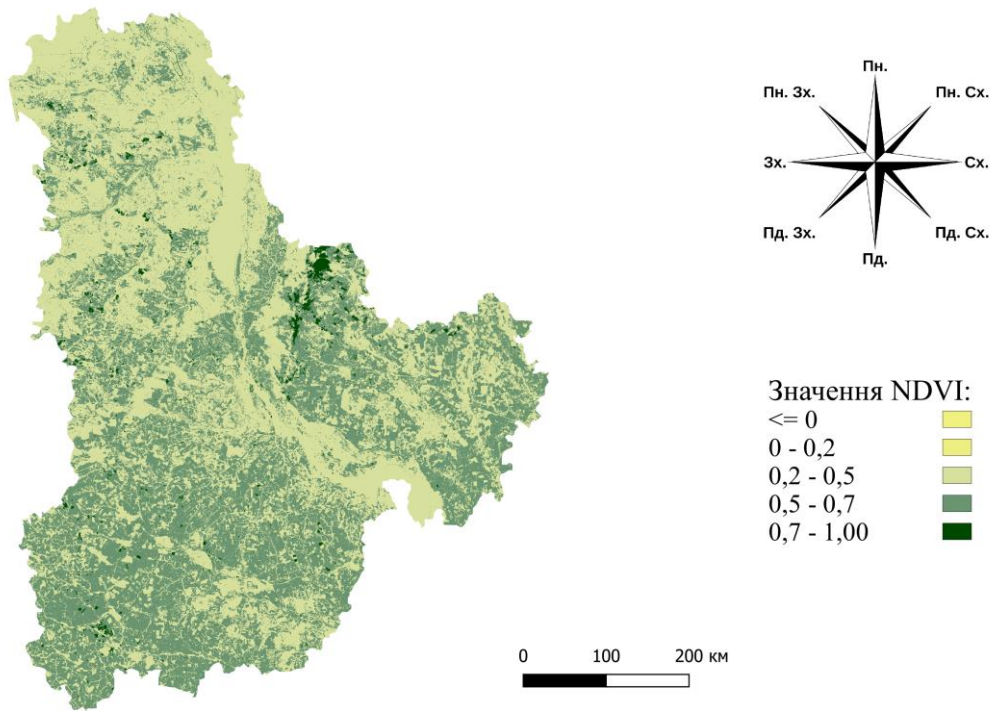 Пн.
Пн. Зх.
Пн. Сх.
Зх.
Сх.
Пд. Зх.
Пд. Сх.
Пд.
Значення NDVI:
<= 0
0 - 0,2
0,2 - 0,5
0,5 - 0,7
0,7 - 1,00
0 100 200 км